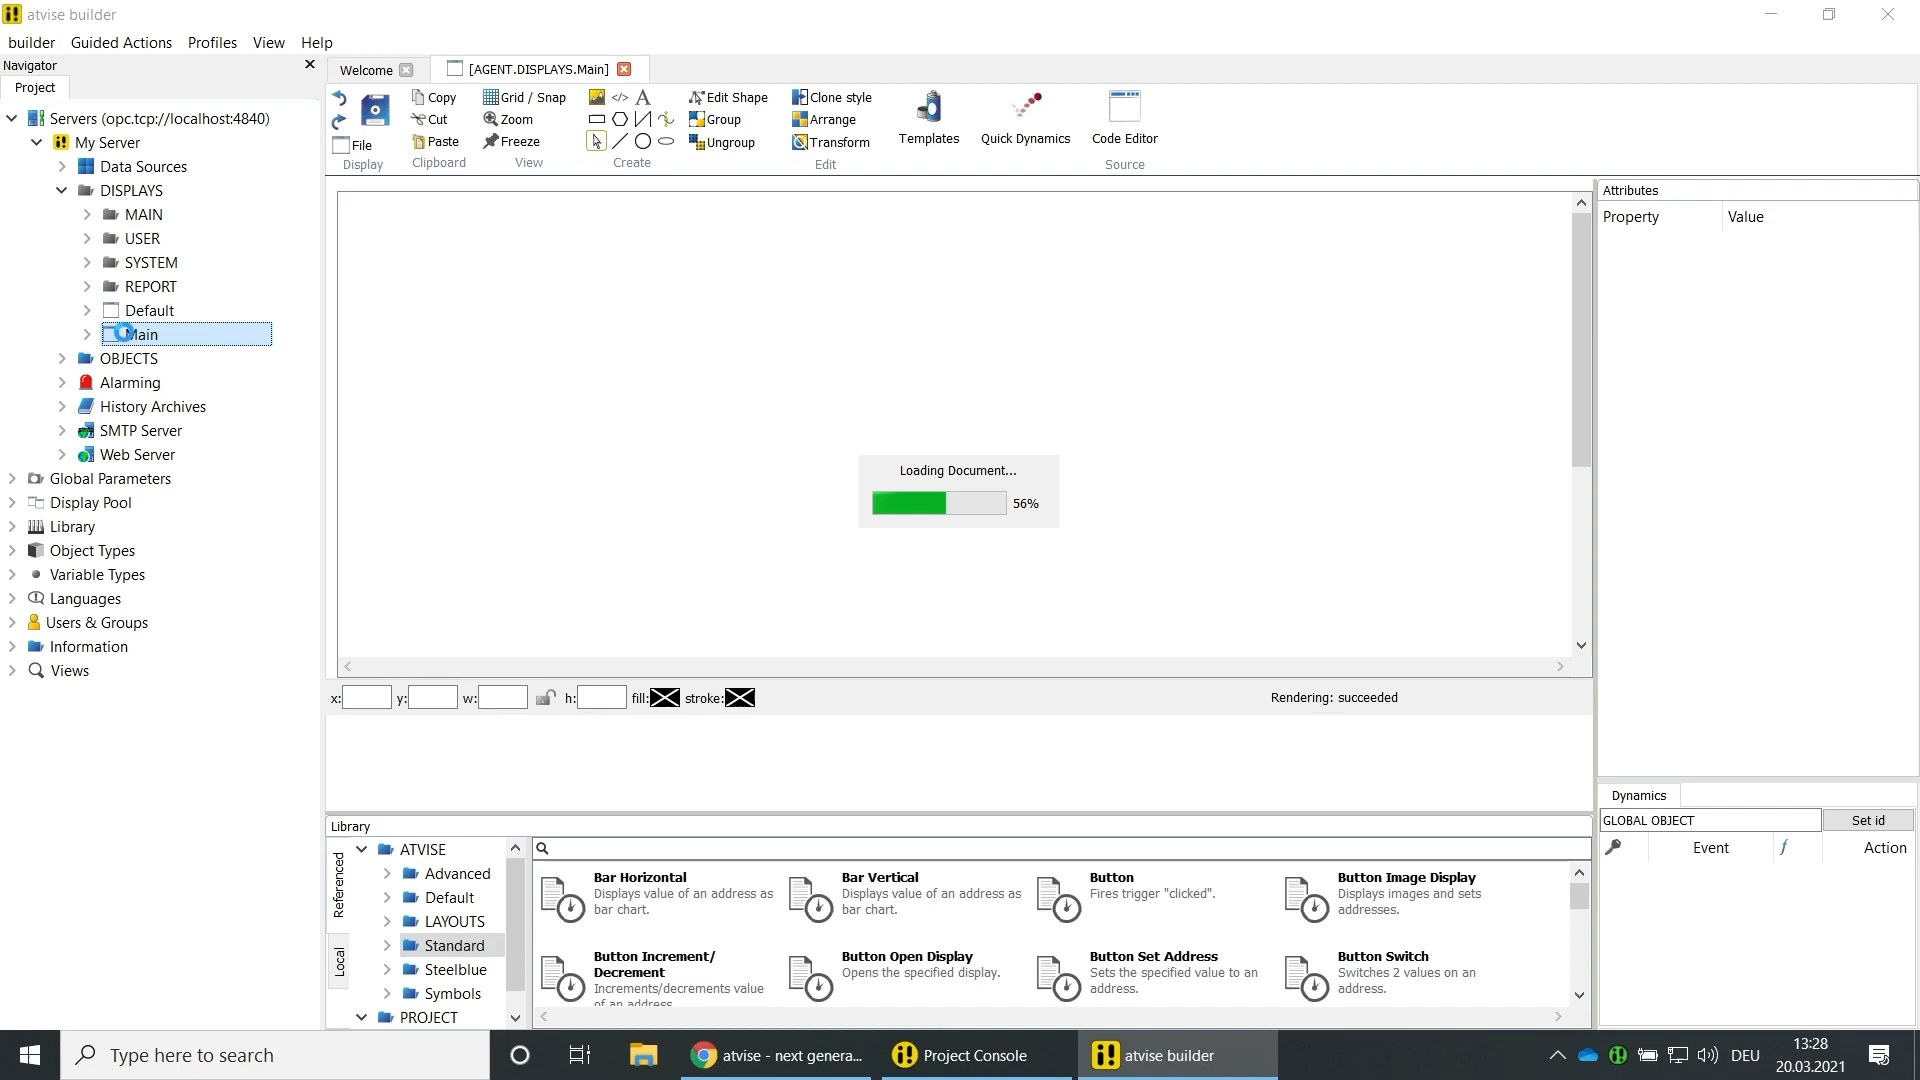 atvise builder
builder Guided Actions Profiles View Help
Navigator
Project
Welcome
[AGENT.DISPLAYS.Main]
Servers (opc.tcp://localhost:4840)
My Server
Data Sources
DISPLAYS
MAIN
USER
SYSTEM
REPORT
Default
Main
OBJECTS
Alarming
History Archives
SMTP Server
Web Server
Global Parameters
Display Pool
Library
Object Types
Variable Types
Languages
Users & Groups
Information
Views
File
Display
Copy
Cut
Paste
Clipboard
Grid / Snap
Zoom
Freeze
View
Create
Edit Shape
Group
Ungroup
Clone style
Arrange
Transform
Edit
Templates
Quick Dynamics
Code Editor
Source
Loading Document...
56%
x: y: w: h: fill: stroke:
Rendering: succeeded
Attributes
Property Value
Dynamics
GLOBAL OBJECT
Set id
Event Action
Library
Referenced
Local
ATVISE
Advanced
Default
LAYOUTS
Standard
Steelblue
Symbols
PROJECT
Bar Horizontal
Displays value of an address as
bar chart.
Bar Vertical
Displays value of an address as
bar chart.
Button
Fires trigger "clicked".
Button Image Display
Displays images and sets
addresses.
Button Increment/
Decrement
Increments/decrements value
of an address
Button Open Display
Opens the specified display.
Button Set Address
Sets the specified value to an
address.
Button Switch
Switches 2 values on an
address.
Type here to search
atvise - next genera...
Project Console
atvise builder
DEU
13:28
20.03.2021